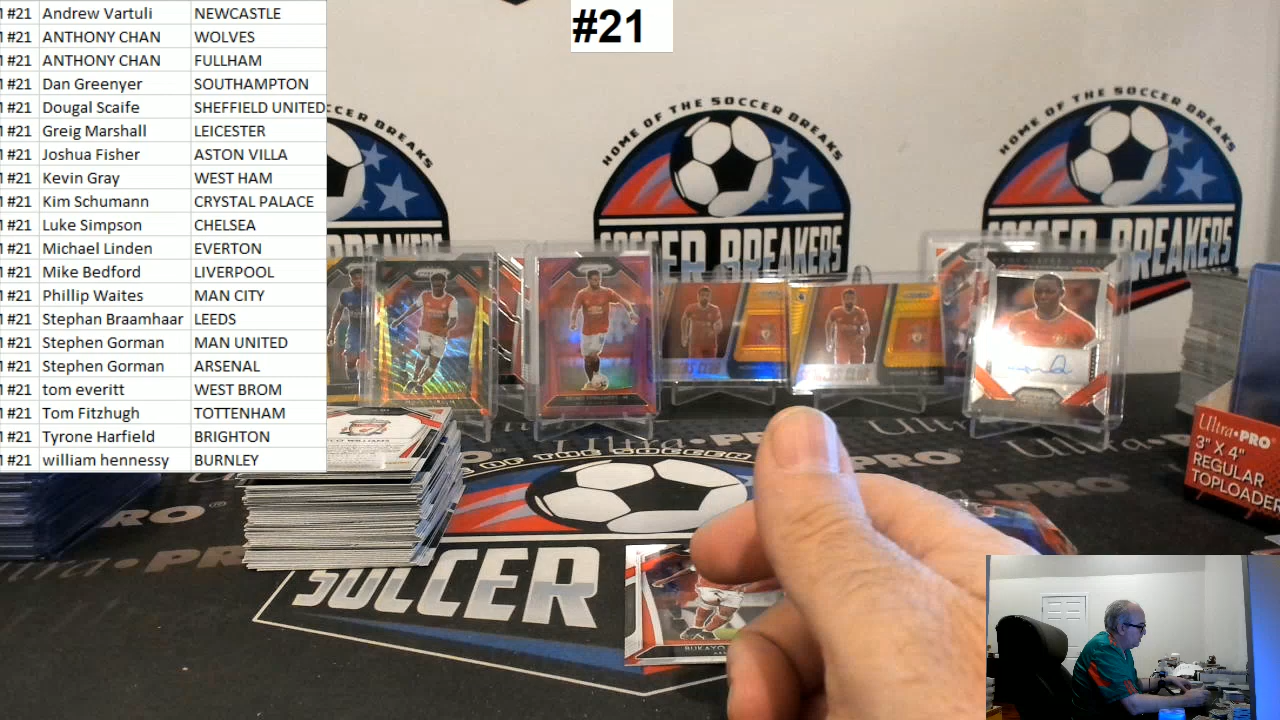 #21 Andrew Vartuli NEWCASTLE
#21 ANTHONY CHAN WOLVES
#21 ANTHONY CHAN FULLHAM
#21 Dan Greenyer SOUTHAMPTON
#21 Dougal Scaife SHEFFIELD UNITED
#21 Greig Marshall LEICESTER
#21 Joshua Fisher ASTON VILLA
#21 Kevin Gray WEST HAM
#21 Kim Schumann CRYSTAL PALACE
#21 Luke Simpson CHELSEA
#21 Michael Linden EVERTON
#21 Mike Bedford LIVERPOOL
#21 Phillip Waites MAN CITY
#21 Stephan Braamhaar LEEDS
#21 Stephen Gorman MAN UNITED
#21 Stephen Gorman ARSENAL
#21 tom everitt WEST BROM
#21 Tom Fitzhugh TOTTENHAM
#21 Tyrone Harfield BRIGHTON
#21 william hennessy BURNLEY
#21
BREAKS
HOME OF THE SOCCER BREAKS
SOCCER BREAKERS
HOME OF THE SOCCER BREAKS
SOCCER BREAKERS
WILLIAMS
OF THE SOCCER
SOCCER
BUKAYO
Ultra•PRO
3" X 4"
REGULAR
TOPLOADER